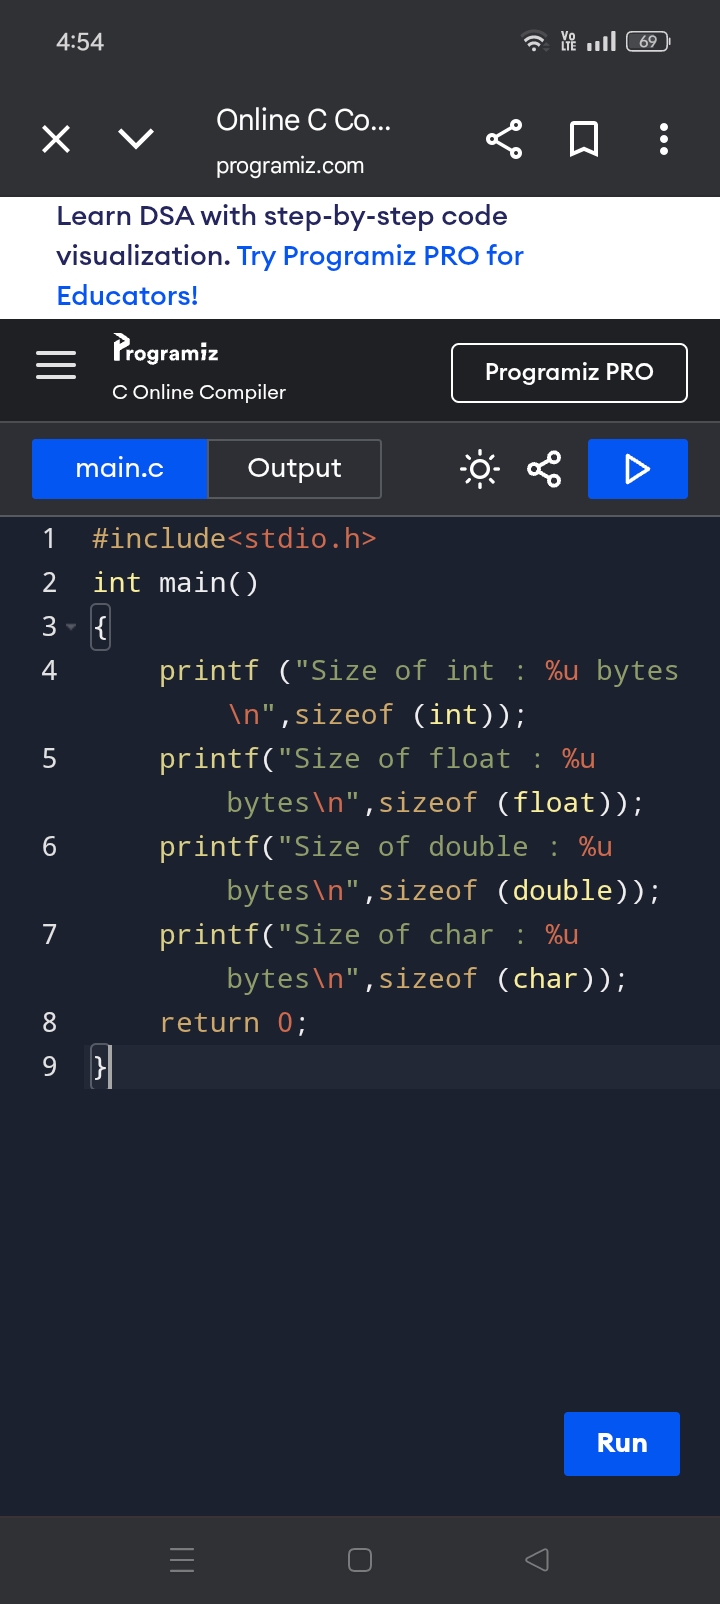 4:54
Vo LTE
69
Online C Co...
programiz.com
Learn DSA with step-by-step code
visualization. Try Programiz PRO for
Educators!
Programiz
C Online Compiler
Programiz PRO
main.c
Output
1 #include<stdio.h>
2 int main()
3 {
4     printf ("Size of int : %u bytes
\n",sizeof (int));
5     printf("Size of float : %u
bytes\n",sizeof (float));
6     printf("Size of double : %u
bytes\n",sizeof (double));
7     printf("Size of char : %u
bytes\n",sizeof (char));
8     return 0;
9 }
Run